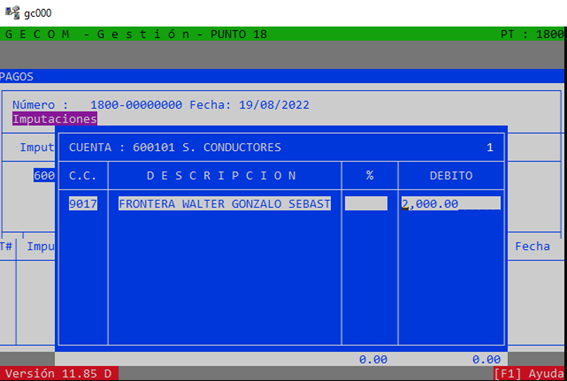 gc000
G E C O M - G e s t i ó n - PUNTO 18 PT : 1800
PAGOS
Número : 1800-00000000 Fecha: 19/08/2022
Imputaciones
Imput
CUENTA : 600101 S. CONDUCTORES 1
600
C.C. D E S C R I P C I O N % DEBITO
9017 FRONTERA WALTER GONZALO SEBAST 2,000.00
T# Impu Fecha
0.00 0.00
Versión 11.85 D [F1] Ayuda